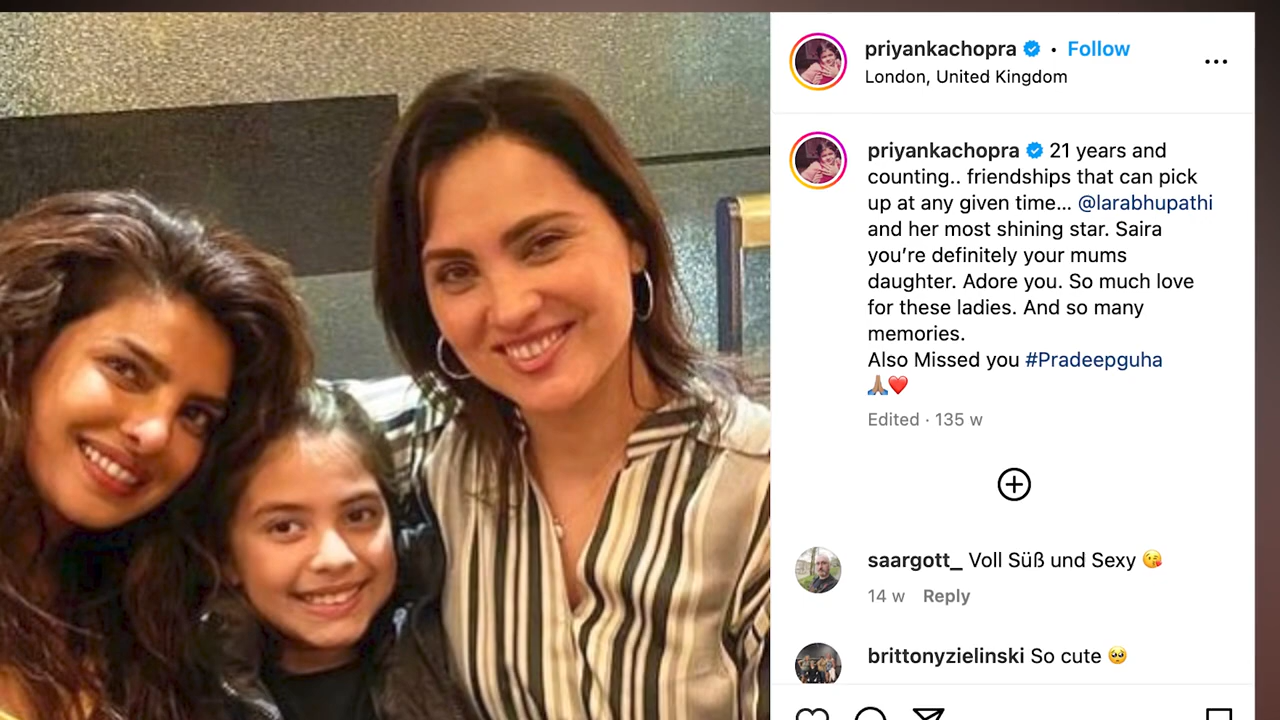 priyankachopra • Follow
London, United Kingdom
priyankachopra 21 years and
counting.. friendships that can pick
up at any given time... @larabhupathi
and her most shining star. Saira
you’re definitely your mums
daughter. Adore you. So much love
for these ladies. And so many
memories.
Also Missed you #Pradeepguha
🙏🏽❤️
Edited · 135 w
saargott_ Voll Süß und Sexy 😘
14 w Reply
brittonyzielinski So cute 🥺